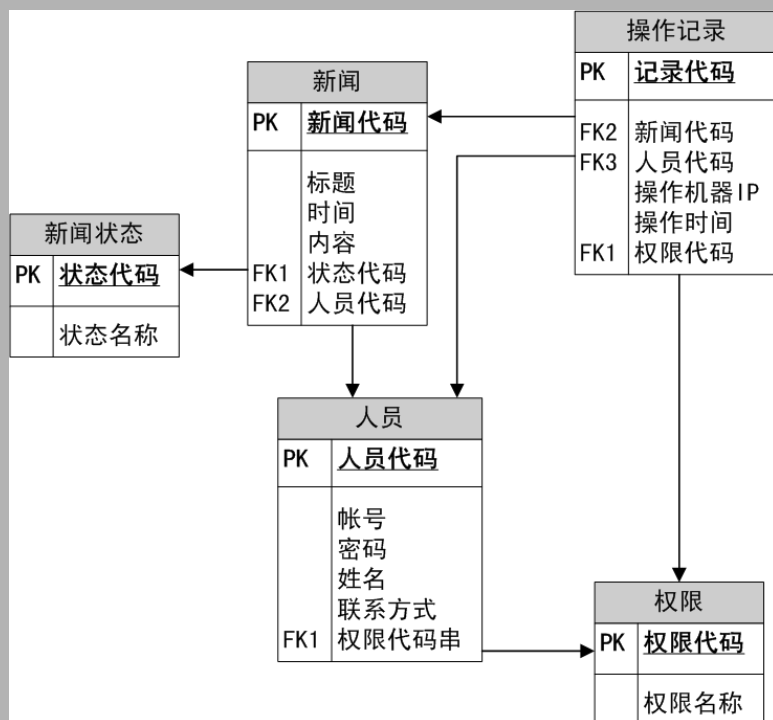 操作记录
PK 记录代码
FK2 新闻代码
FK3 人员代码
操作机器IP
操作时间
FK1 权限代码
新闻
PK 新闻代码
标题
时间
内容
FK1 状态代码
FK2 人员代码
新闻状态
PK 状态代码
状态名称
人员
PK 人员代码
帐号
密码
姓名
联系方式
FK1 权限代码串
权限
PK 权限代码
权限名称